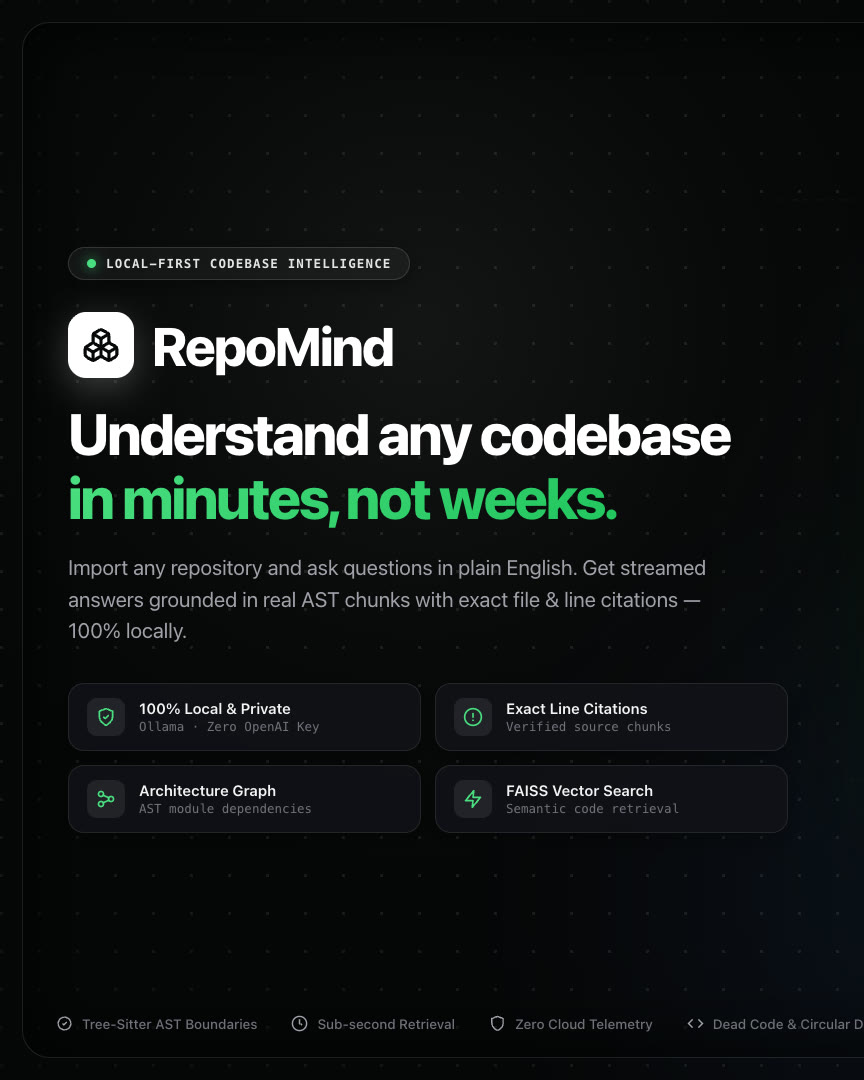 LOCAL-FIRST CODEBASE INTELLIGENCE
RepoMind
Understand any codebase
in minutes, not weeks.
Import any repository and ask questions in plain English. Get streamed
answers grounded in real AST chunks with exact file & line citations —
100% locally.
100% Local & Private
Ollama · Zero OpenAI Key
Exact Line Citations
Verified source chunks
Architecture Graph
AST module dependencies
FAISS Vector Search
Semantic code retrieval
Tree-Sitter AST Boundaries
Sub-second Retrieval
Zero Cloud Telemetry
Dead Code & Circular